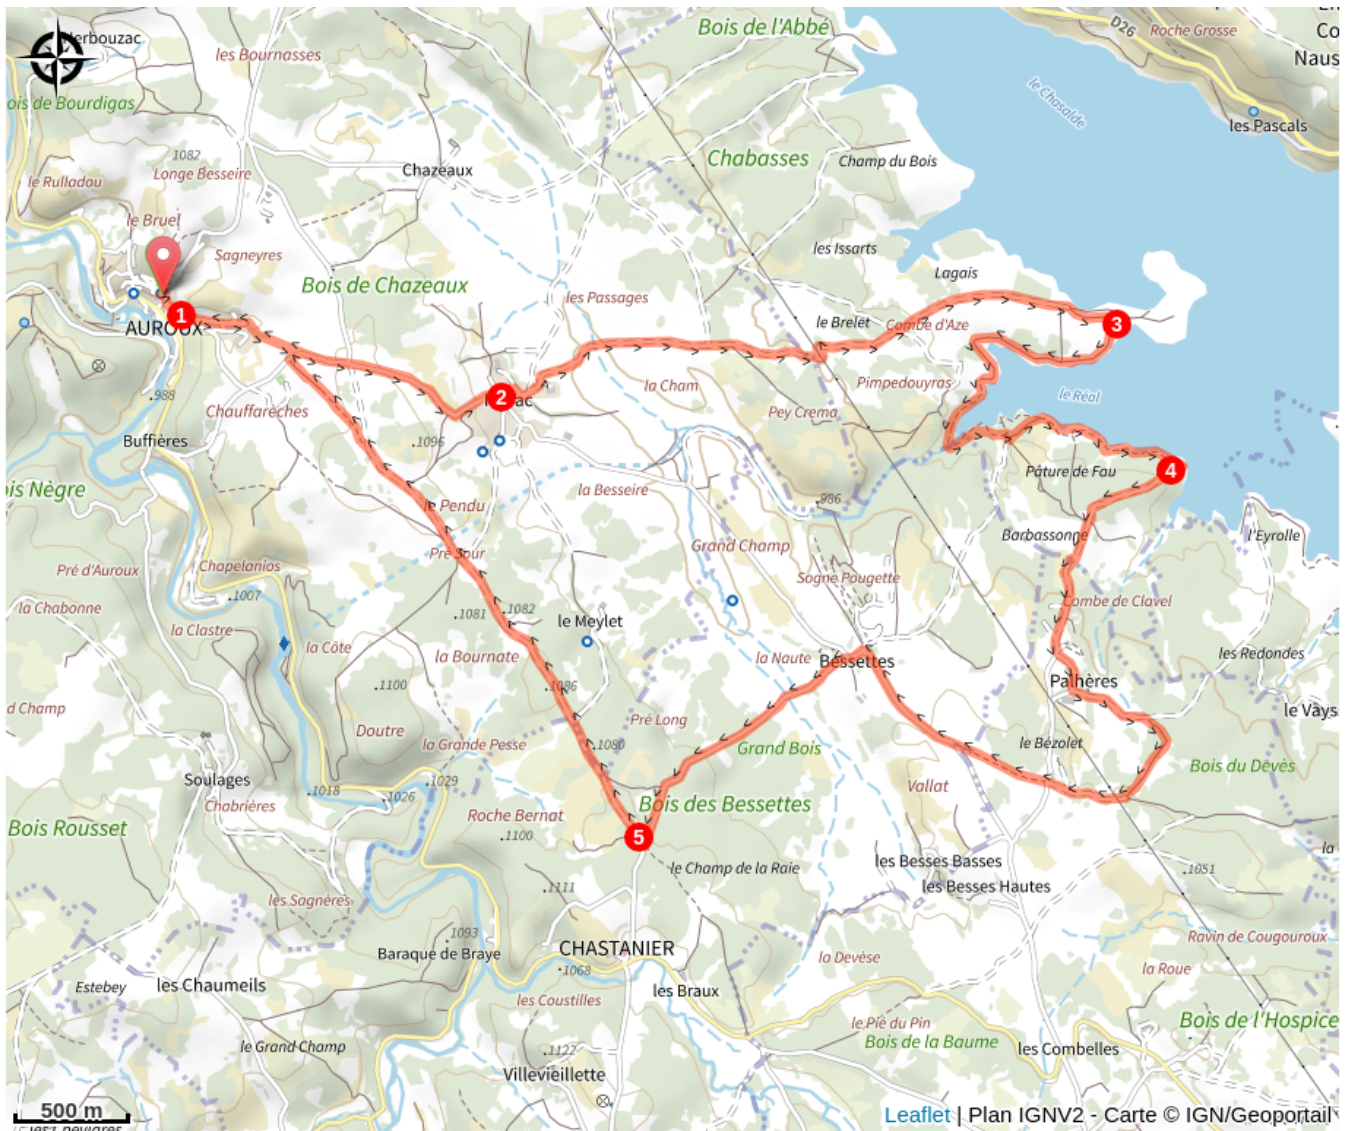 Bois de l'Abbé
D26
Roche Grosse
Co
Naus
les Bournasses
le Chasalde
les Pascals
1082
Longe Besseire
Chazeaux
Chabasses
Champ du Bois
le Rulladou
le Bruel
Sagneyres
les Issarts
Lagais
Bois de Chazeaux
les Passages
1
AUROUX
le Brelet
Combe d'Aze
3
.988
Chauffarèches
2
la Cham
Pimpedouyras
le Réal
Pey Crema
Buffières
.1096
Pâture de Fau
4
ois Nègre
la Besseire
.986
le Pendu
Barbassonne
l'Eyrolle
Pré d'Auroux
Chapelanios
Pré Jour
Grand Champ
Sogne Pougette
.1007
la Chabonne
.1081
.1082
le Meylet
Combe de Clavel
la Clastre
la Côte
la Bournate
la Naute
Bessettes
les Redondes
.1100
.1086
Palhères
d Champ
Doutre
Pré Long
le Vays
la Grande Pesse
.1080
Grand Bois
le Bézolet
Bois du Devès
Soulages
.1018
.1026
.1029
Vallat
Chabrières
Roche Bernat
Bois des Bessettes
Bois Rousset
.1100
5
le Champ de la Raie
les Besses Basses
.1051
les Besses Hautes
.1111
les Sagnères
.1093
Baraque de Braye
CHASTANIER
Ravin de Cougouroux
.1068
la Devèse
la Roue
Estebey
les Chaumeils
les Coustilles
les Braux
le Pié du Pin
Bois de l'Hospice
Bois de la Baume
le Grand Champ
.1122
les Combelles
Villevieillette
500 m
Leaflet | Plan IGNV2 - Carte © IGN/Geoportail